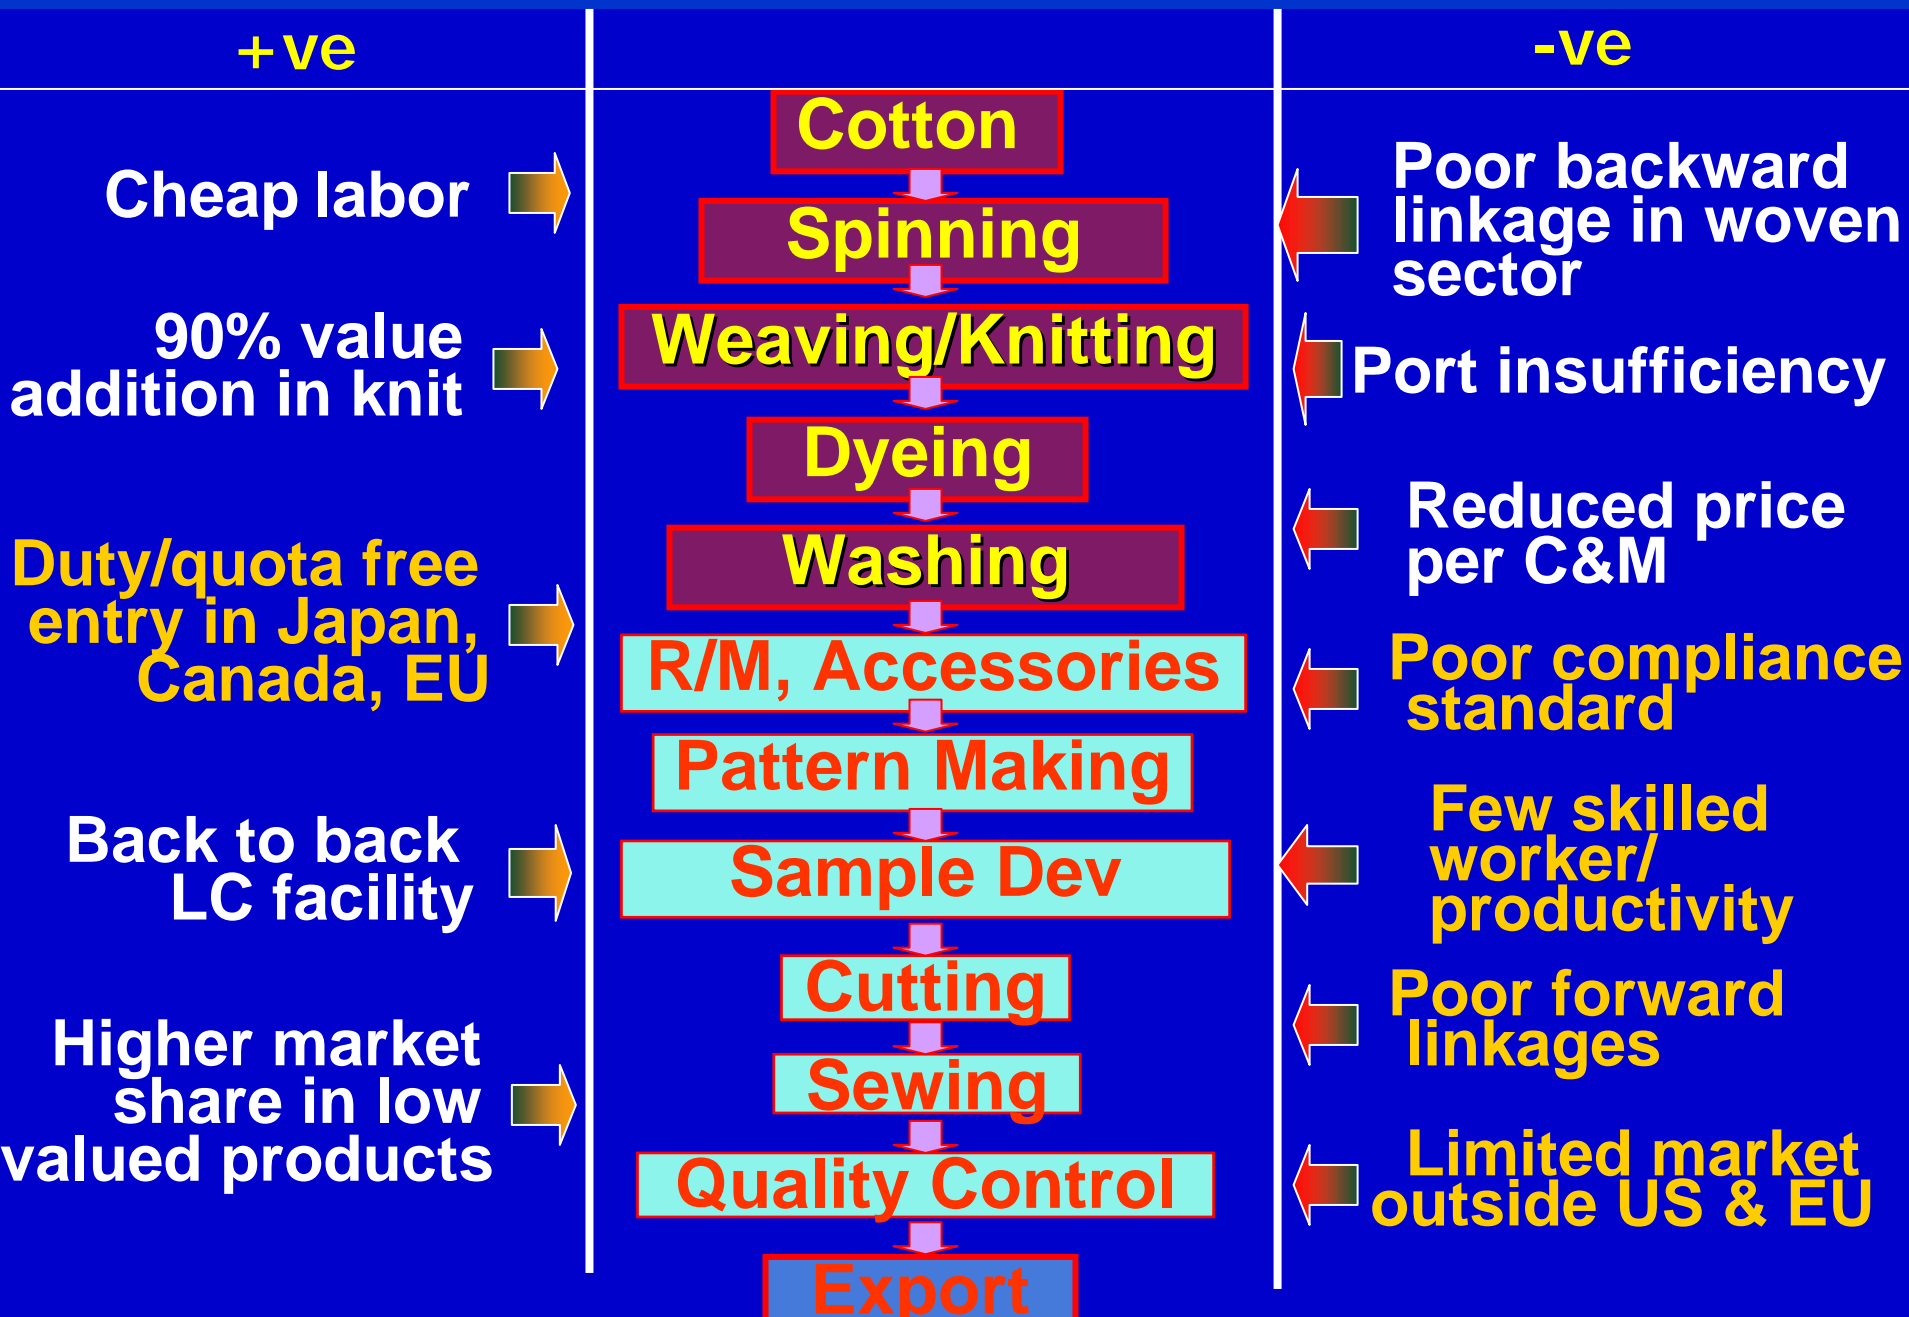 +ve
-ve
Cheap labor
90% value
addition in knit
Duty/quota free
entry in Japan,
Canada, EU
Back to back
LC facility
Higher market
share in low
valued products
Cotton
Spinning
Weaving/Knitting
Dyeing
Washing
R/M, Accessories
Pattern Making
Sample Dev
Cutting
Sewing
Quality Control
Export
Poor backward
linkage in woven
sector
Port insufficiency
Reduced price
per C&M
Poor compliance
standard
Few skilled
worker/
productivity
Poor forward
linkages
Limited market
outside US & EU